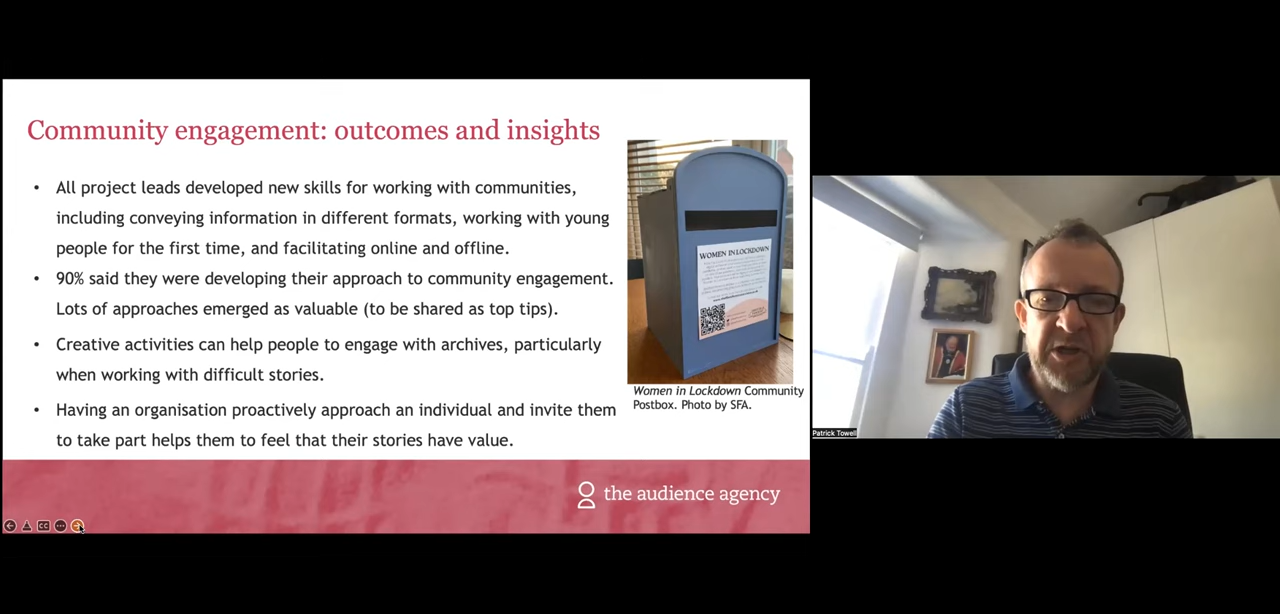 Community engagement: outcomes and insights
• All project leads developed new skills for working with communities,
including conveying information in different formats, working with young
people for the first time, and facilitating online and offline.
• 90% said they were developing their approach to community engagement.
Lots of approaches emerged as valuable (to be shared as top tips).
• Creative activities can help people to engage with archives, particularly
when working with difficult stories.
• Having an organisation proactively approach an individual and invite them
to take part helps them to feel that their stories have value.
WOMEN IN LOCKDOWN
Women in Lockdown Community
Postbox. Photo by SFA.
the audience agency
CC
Patrick Towell